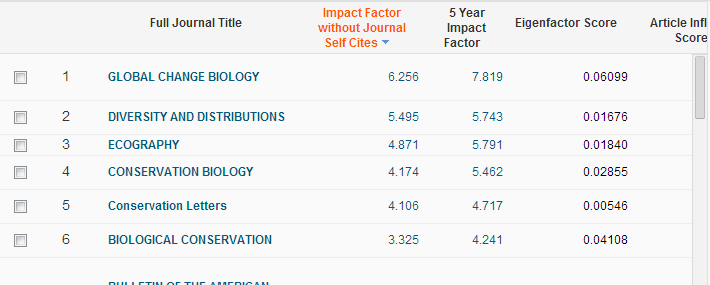 Full Journal Title
Impact Factor
without Journal
Self Cites
5 Year
Impact
Factor
Eigenfactor Score
Article Infl
Score
1 GLOBAL CHANGE BIOLOGY 6.256 7.819 0.06099
2 DIVERSITY AND DISTRIBUTIONS 5.495 5.743 0.01676
3 ECOGRAPHY 4.871 5.791 0.01840
4 CONSERVATION BIOLOGY 4.174 5.462 0.02855
5 Conservation Letters 4.106 4.717 0.00546
6 BIOLOGICAL CONSERVATION 3.325 4.241 0.04108
BULLETIN OF THE AMERICAN